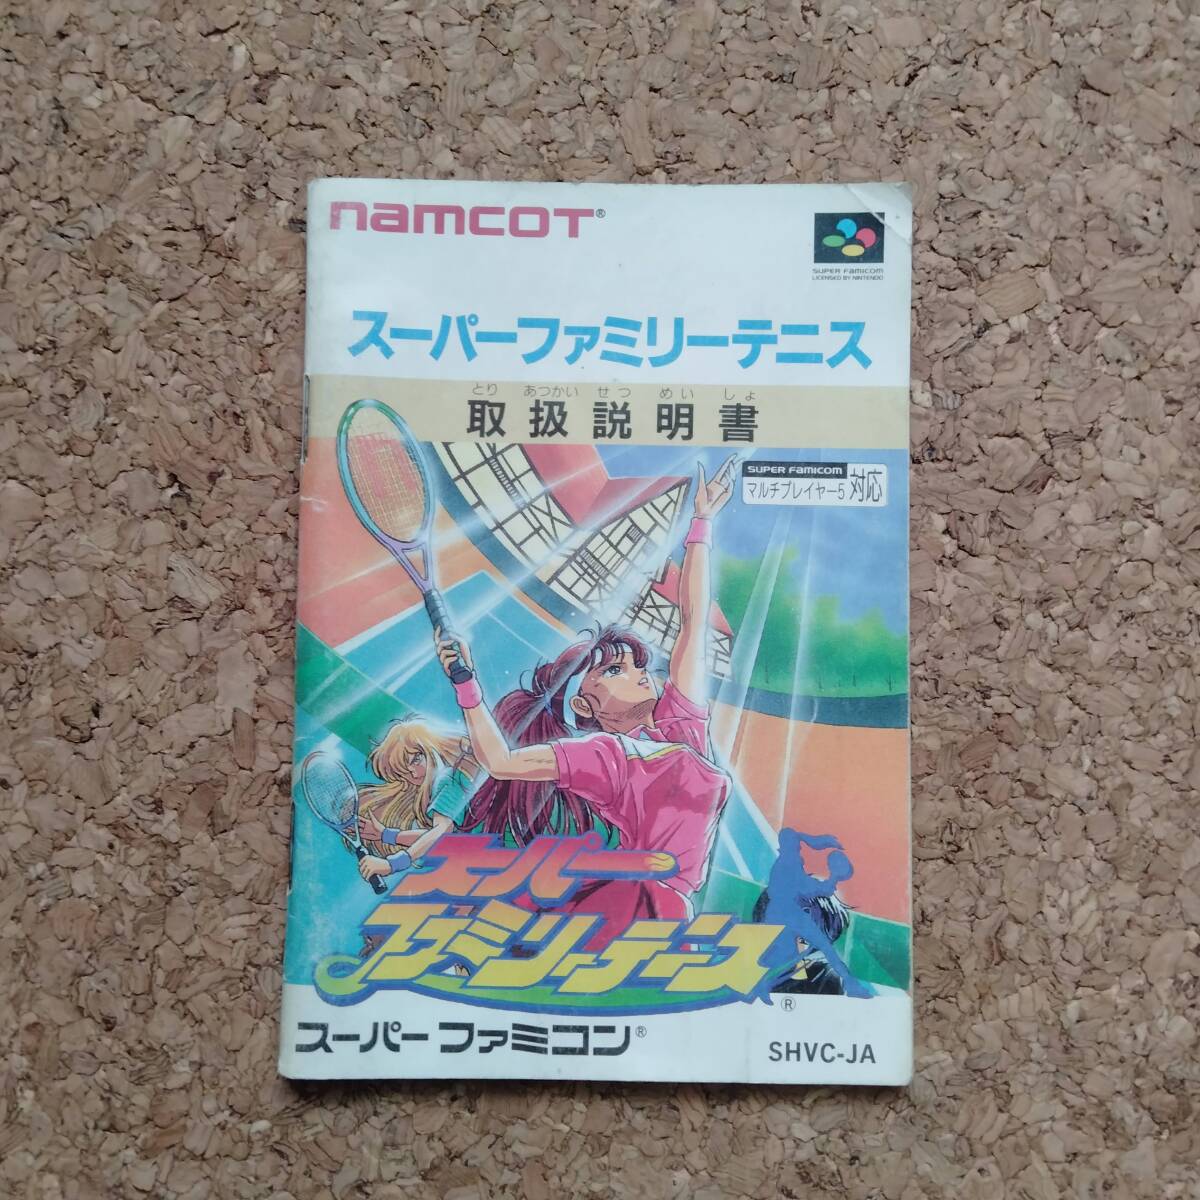 namcoT®
SUPER FAMICOM
LICENSED BY NINTENDO
スーパーファミリーテニス
とり あつかい せつ めい しょ
取扱説明書
SUPER FAMICOM
マルチプレイヤー5 対応
スーパー
ファミリーテニス
®
スーパーファミコン®
SHVC-JA